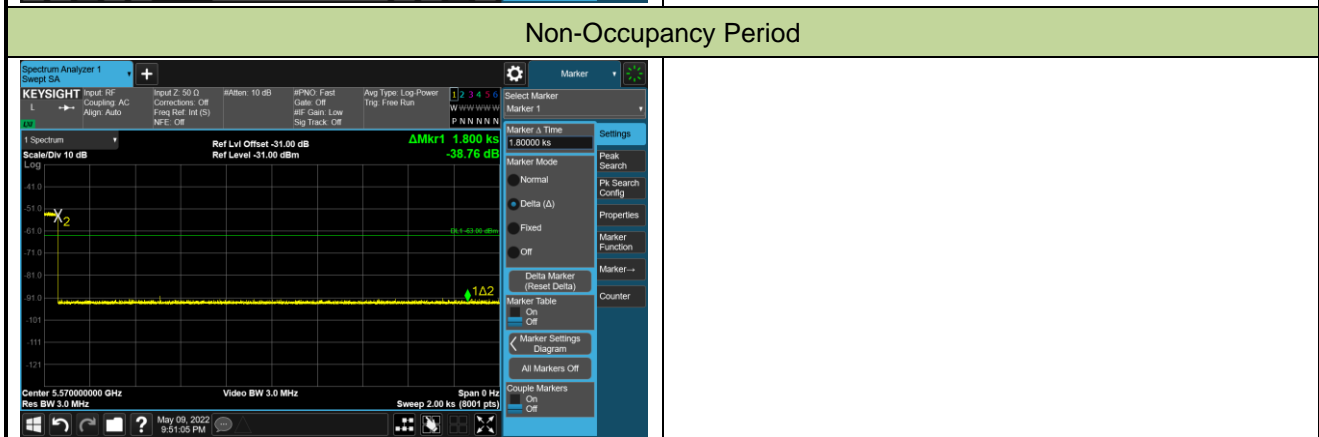 Non-Occupancy Period
Spectrum Analyzer 1
Swept SA
Marker
KEYSIGHT Input: RF
L
Coupling: AC
Align: Auto
Input Z: 50 Ω
Corrections: Off
Freq Ref: Int (S)
NFE: Off
#Atten: 10 dB
#PNO: Fast
Gate: Off
#IF Gain: Low
Sig Track: Off
Avg Type: Log-Power
Trig: Free Run
1 2 3 4 5 6
W W W W W W
P N N N N N
Select Marker
Marker 1
1 Spectrum
Scale/Div 10 dB
Log
Ref Lvl Offset -31.00 dB
Ref Level -31.00 dBm
ΔMkr1 1.800 ks
-38.76 dB
-41.0
-51.0
-61.0
-71.0
-81.0
-91.0
-101
-111
-121
X2
DL1 -63.00 dBm
1Δ2
Center 5.570000000 GHz
Res BW 3.0 MHz
Video BW 3.0 MHz
Span 0 Hz
Sweep 2.00 ks (8001 pts)
Marker Δ Time
1.80000 ks
Marker Mode
Normal
Delta (Δ)
Fixed
Off
Delta Marker
(Reset Delta)
Marker Table
On
Off
Marker Settings
Diagram
All Markers Off
Couple Markers
On
Off
Settings
Peak
Search
Pk Search
Config
Properties
Marker
Function
Marker→
Counter
?
May 09, 2022
9:51:05 PM